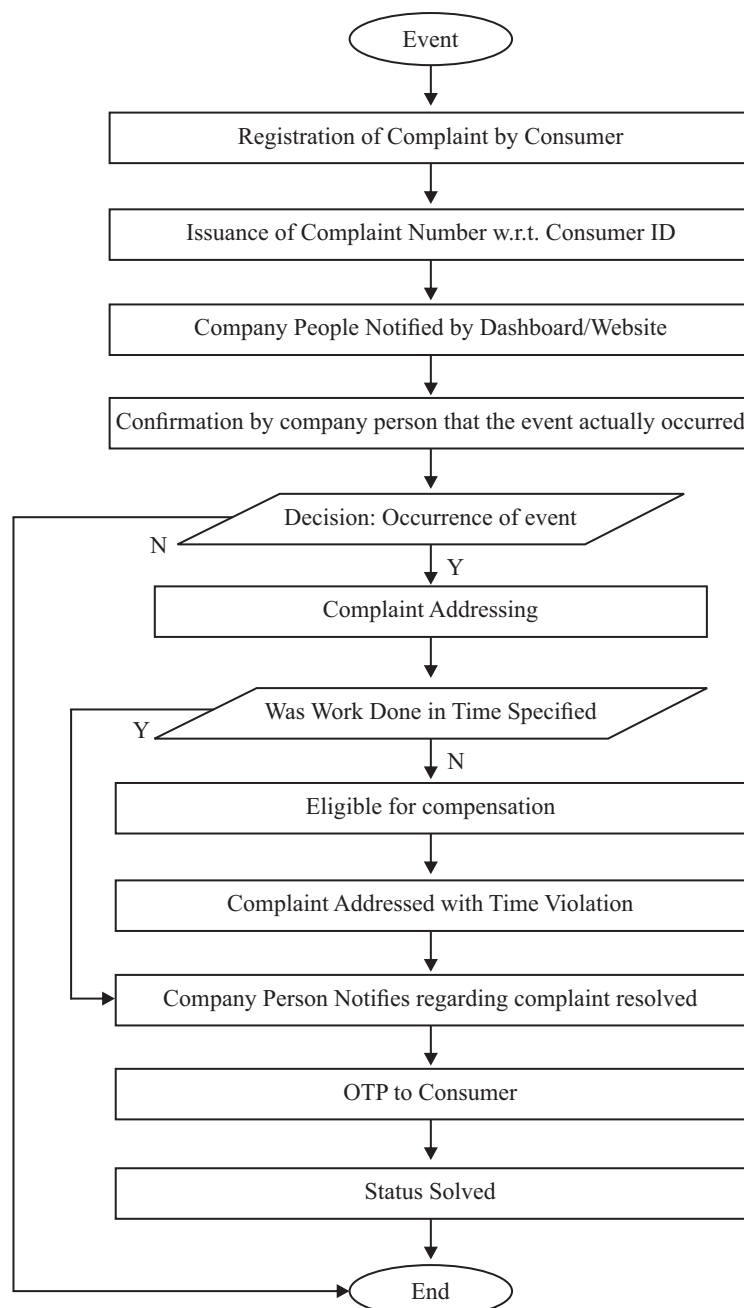 Event
Registration of Complaint by Consumer
Issuance of Complaint Number w.r.t. Consumer ID
Company People Notified by Dashboard/Website
Confirmation by company person that the event actually occurred
Decision: Occurrence of event
N
Y
Complaint Addressing
Was Work Done in Time Specified
Y
N
Eligible for compensation
Complaint Addressed with Time Violation
Company Person Notifies regarding complaint resolved
OTP to Consumer
Status Solved
End